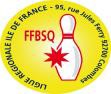 LIGUE REGIONALE ILE DE FRANCE - 95, rue Jules Ferry 92700 Colombes
FFBSQ